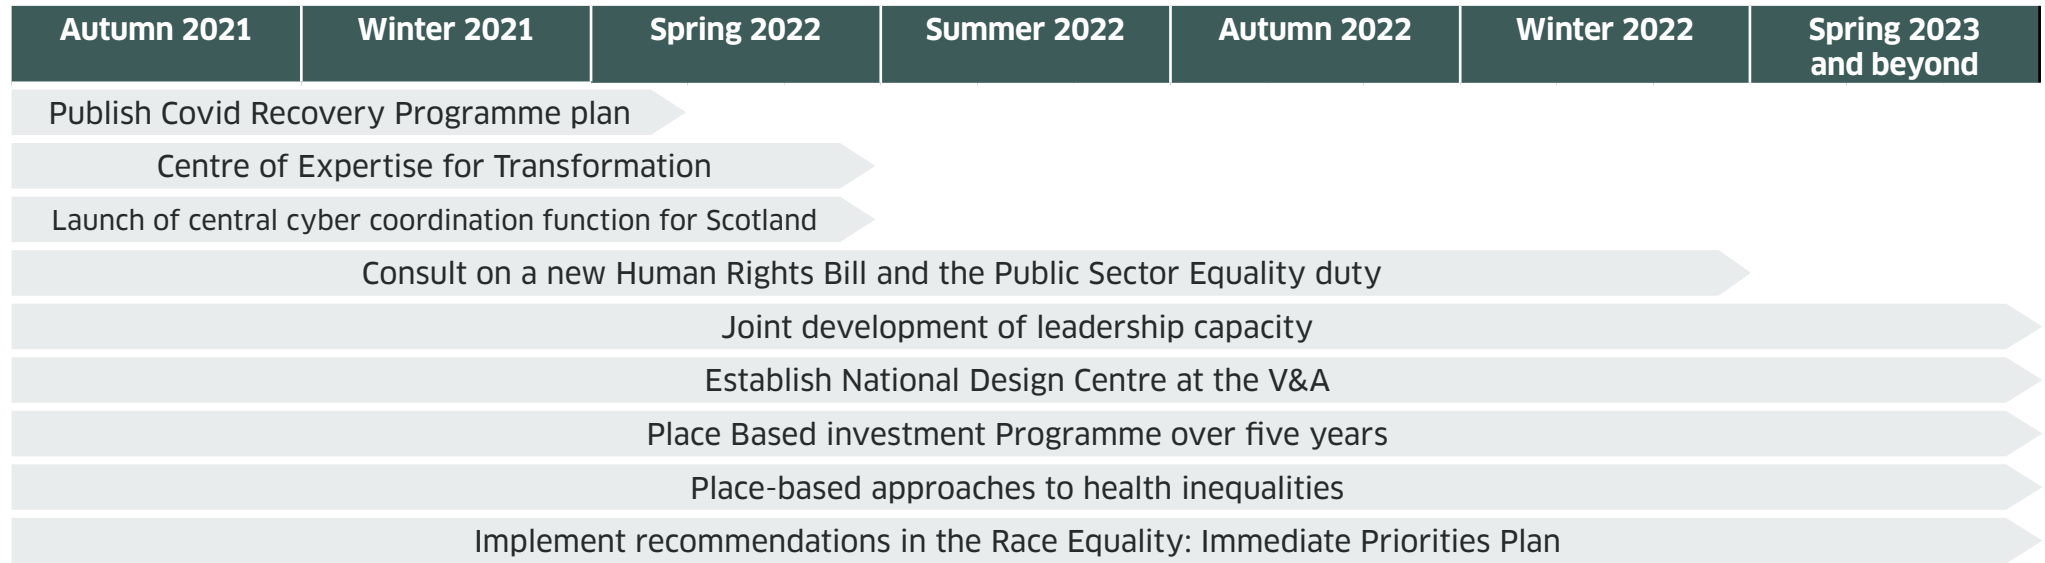 Autumn 2021
Winter 2021
Spring 2022
Summer 2022
Autumn 2022
Winter 2022
Spring 2023
and beyond
Publish Covid Recovery Programme plan
Centre of Expertise for Transformation
Launch of central cyber coordination function for Scotland
Consult on a new Human Rights Bill and the Public Sector Equality duty
Joint development of leadership capacity
Establish National Design Centre at the V&A
Place Based investment Programme over five years
Place-based approaches to health inequalities
Implement recommendations in the Race Equality: Immediate Priorities Plan